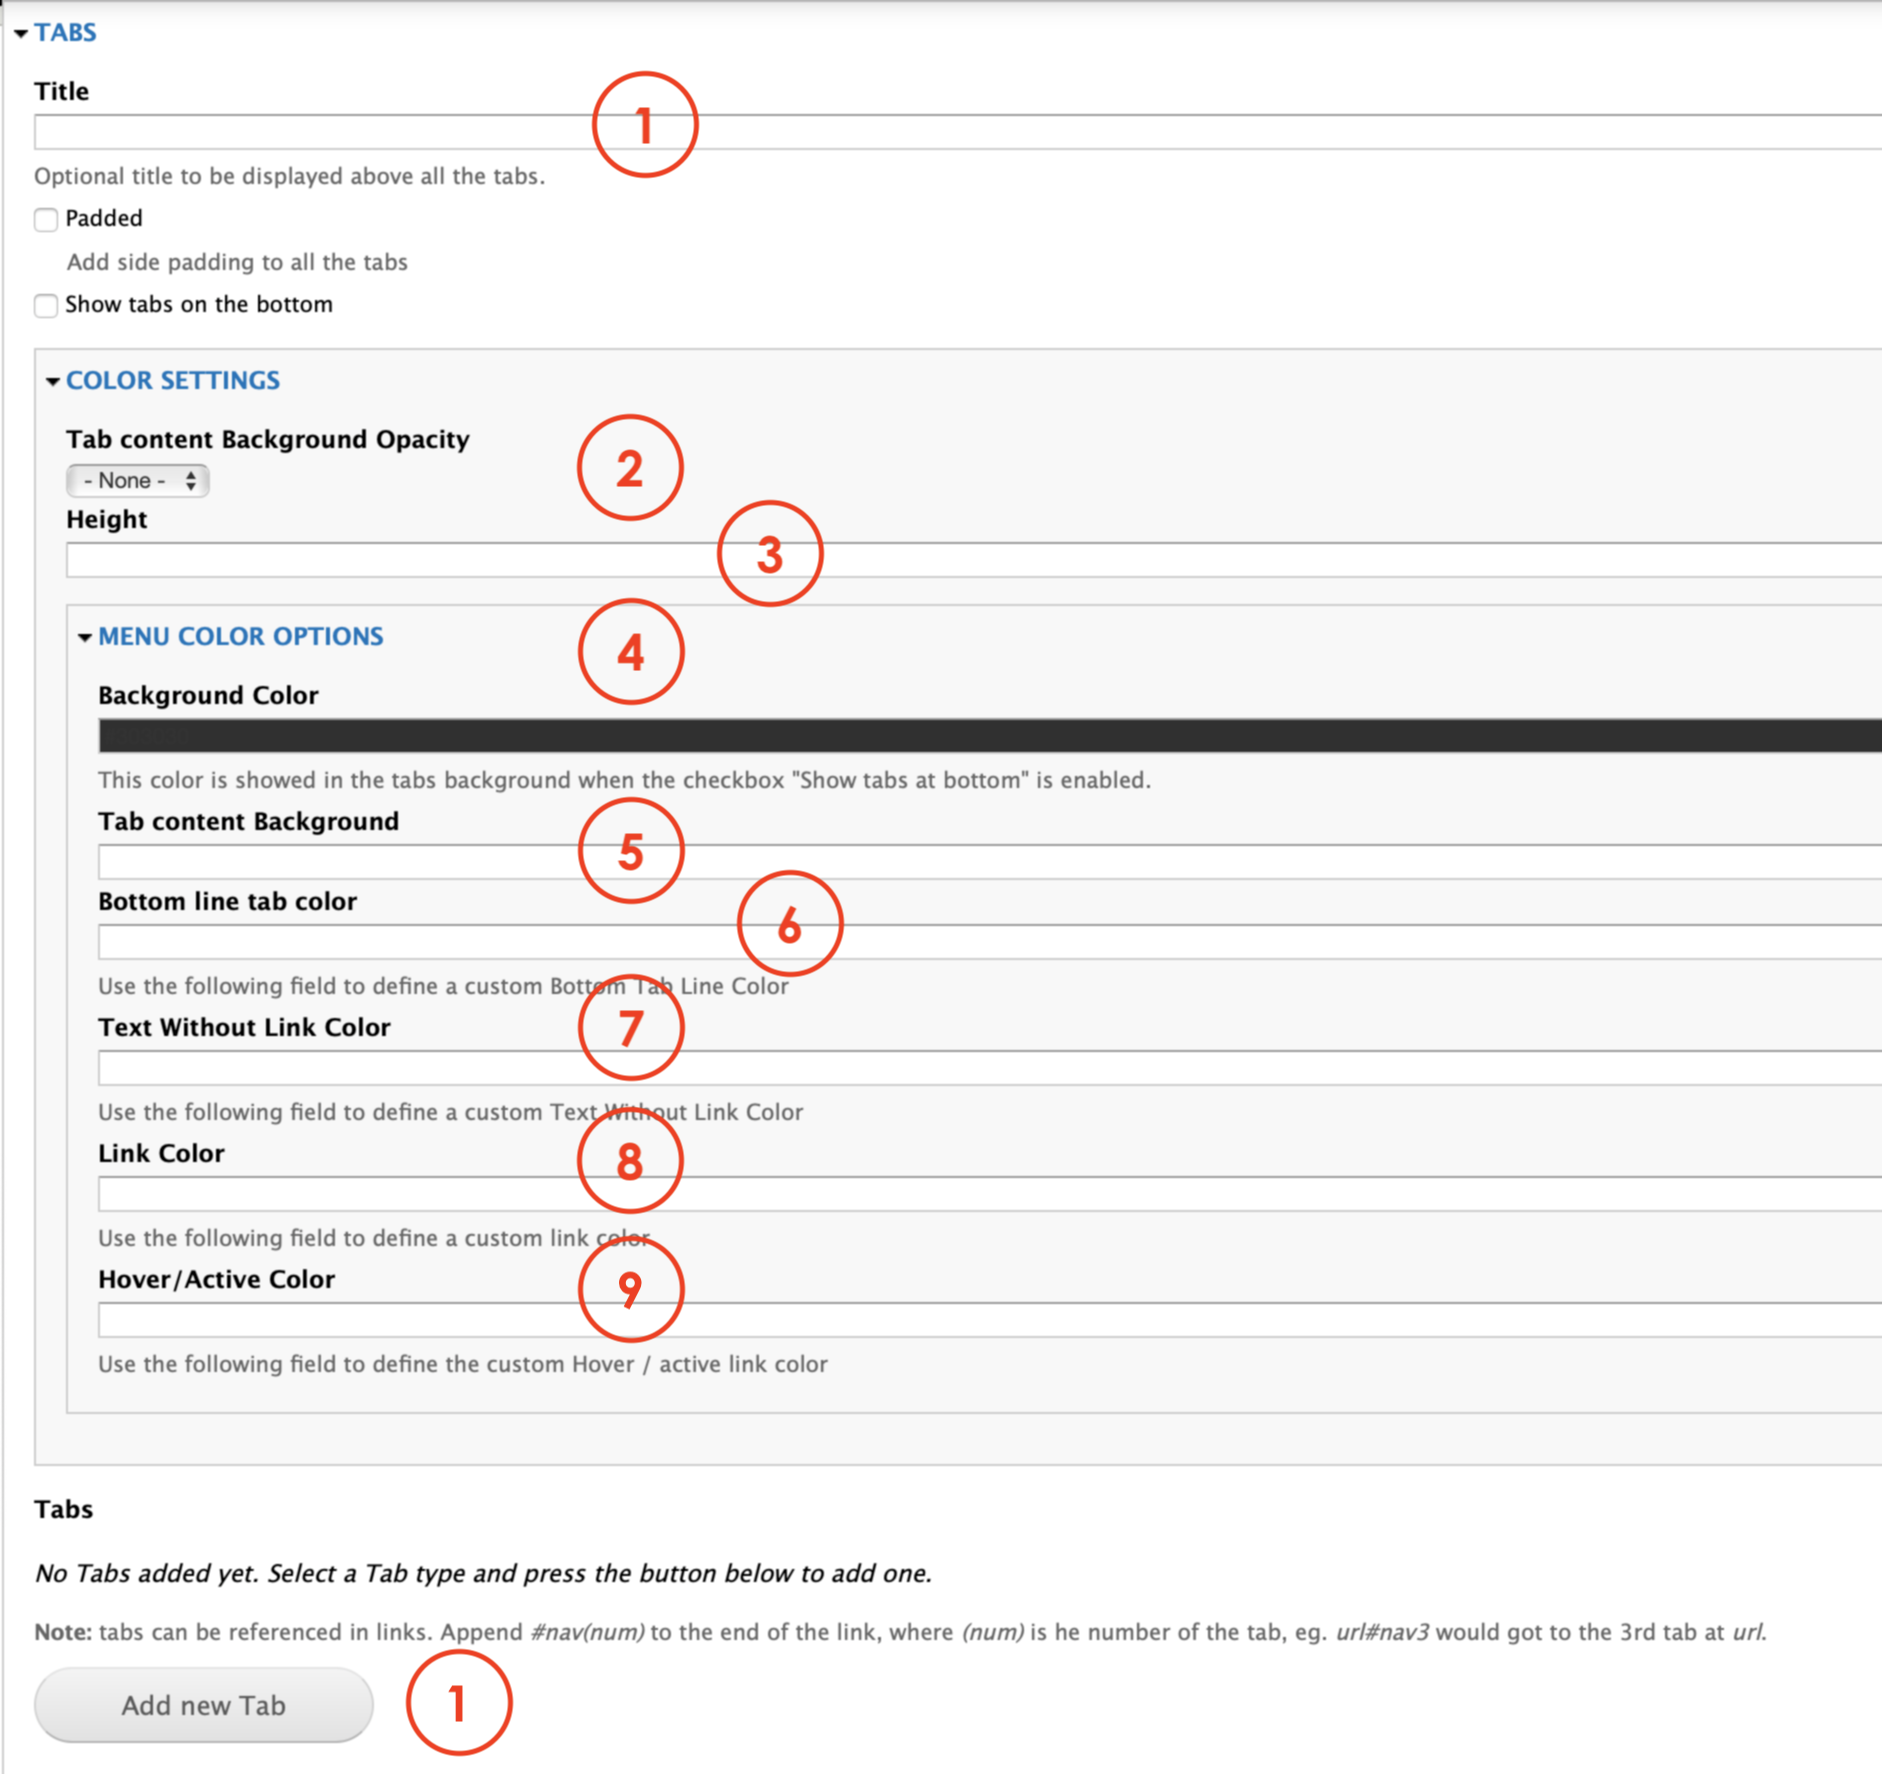 TABS
Title
1
Optional title to be displayed above all the tabs.
Padded
Add side padding to all the tabs
Show tabs on the bottom
COLOR SETTINGS
Tab content Background Opacity
2
- None -
Height
3
MENU COLOR OPTIONS
4
Background Color
This color is showed in the tabs background when the checkbox "Show tabs at bottom" is enabled.
Tab content Background
5
Bottom line tab color
6
Use the following field to define a custom Bottom Tab Line Color
Text Without Link Color
7
Use the following field to define a custom Text Without Link Color
Link Color
8
Use the following field to define a custom link color
Hover/Active Color
9
Use the following field to define the custom Hover / active link color
Tabs
No Tabs added yet. Select a Tab type and press the button below to add one.
Note: tabs can be referenced in links. Append #nav(num) to the end of the link, where (num) is he number of the tab, eg. url#nav3 would got to the 3rd tab at url.
Add new Tab
1